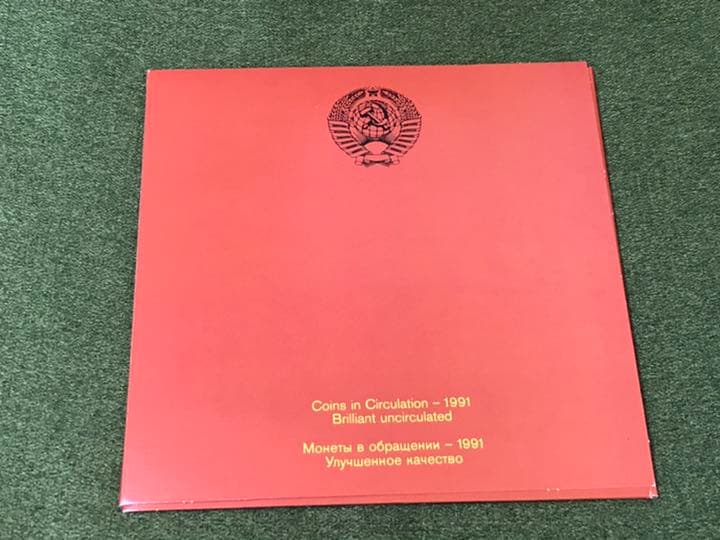 Coins in Circulation – 1991
Brilliant uncirculated
Монеты в обращении – 1991
Улучшенное качество